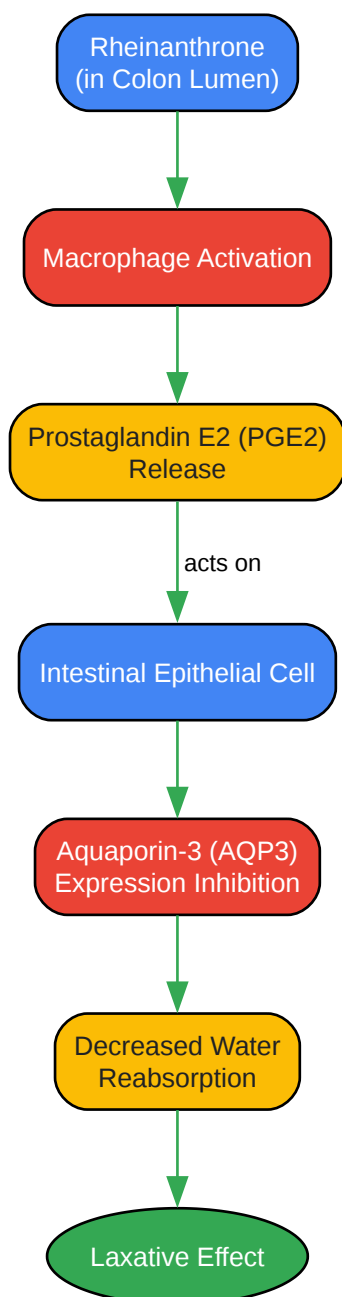 Rheinanthrone
(in Colon Lumen)
Macrophage Activation
Prostaglandin E2 (PGE2)
Release
acts on
Intestinal Epithelial Cell
Aquaporin-3 (AQP3)
Expression Inhibition
Decreased Water
Reabsorption
Laxative Effect